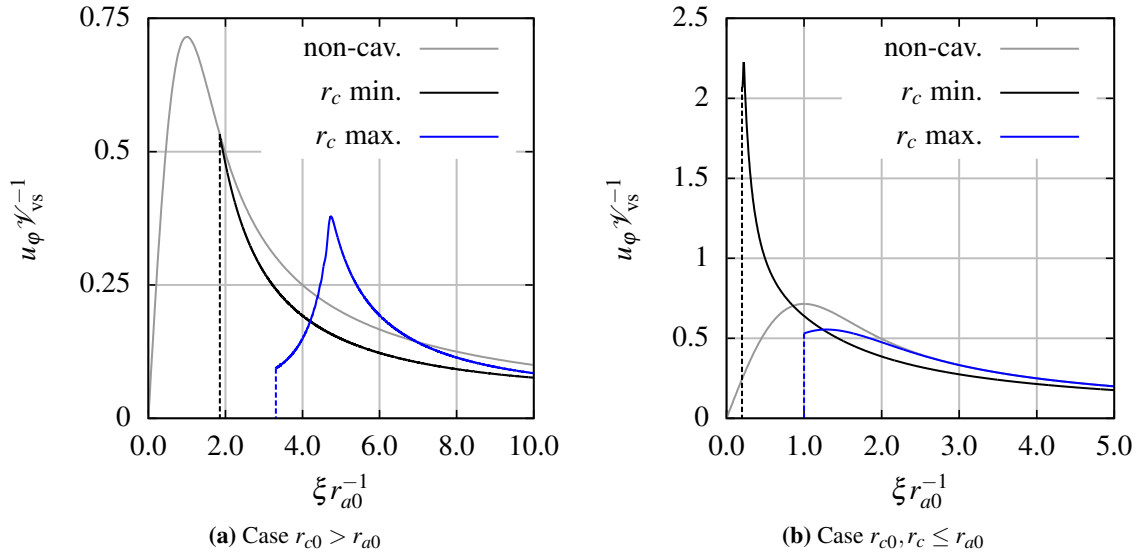 0.75
0.5
0.25
0
0.0 2.0 4.0 6.0 8.0 10.0
u_φ 𝒱_vs^−1
ξ r_a0^−1
non-cav.
r_c min.
r_c max.
(a) Case r_c0 > r_a0
2.5
2
1.5
1
0.5
0
0.0 1.0 2.0 3.0 4.0 5.0
u_φ 𝒱_vs^−1
ξ r_a0^−1
non-cav.
r_c min.
r_c max.
(b) Case r_c0, r_c ≤ r_a0